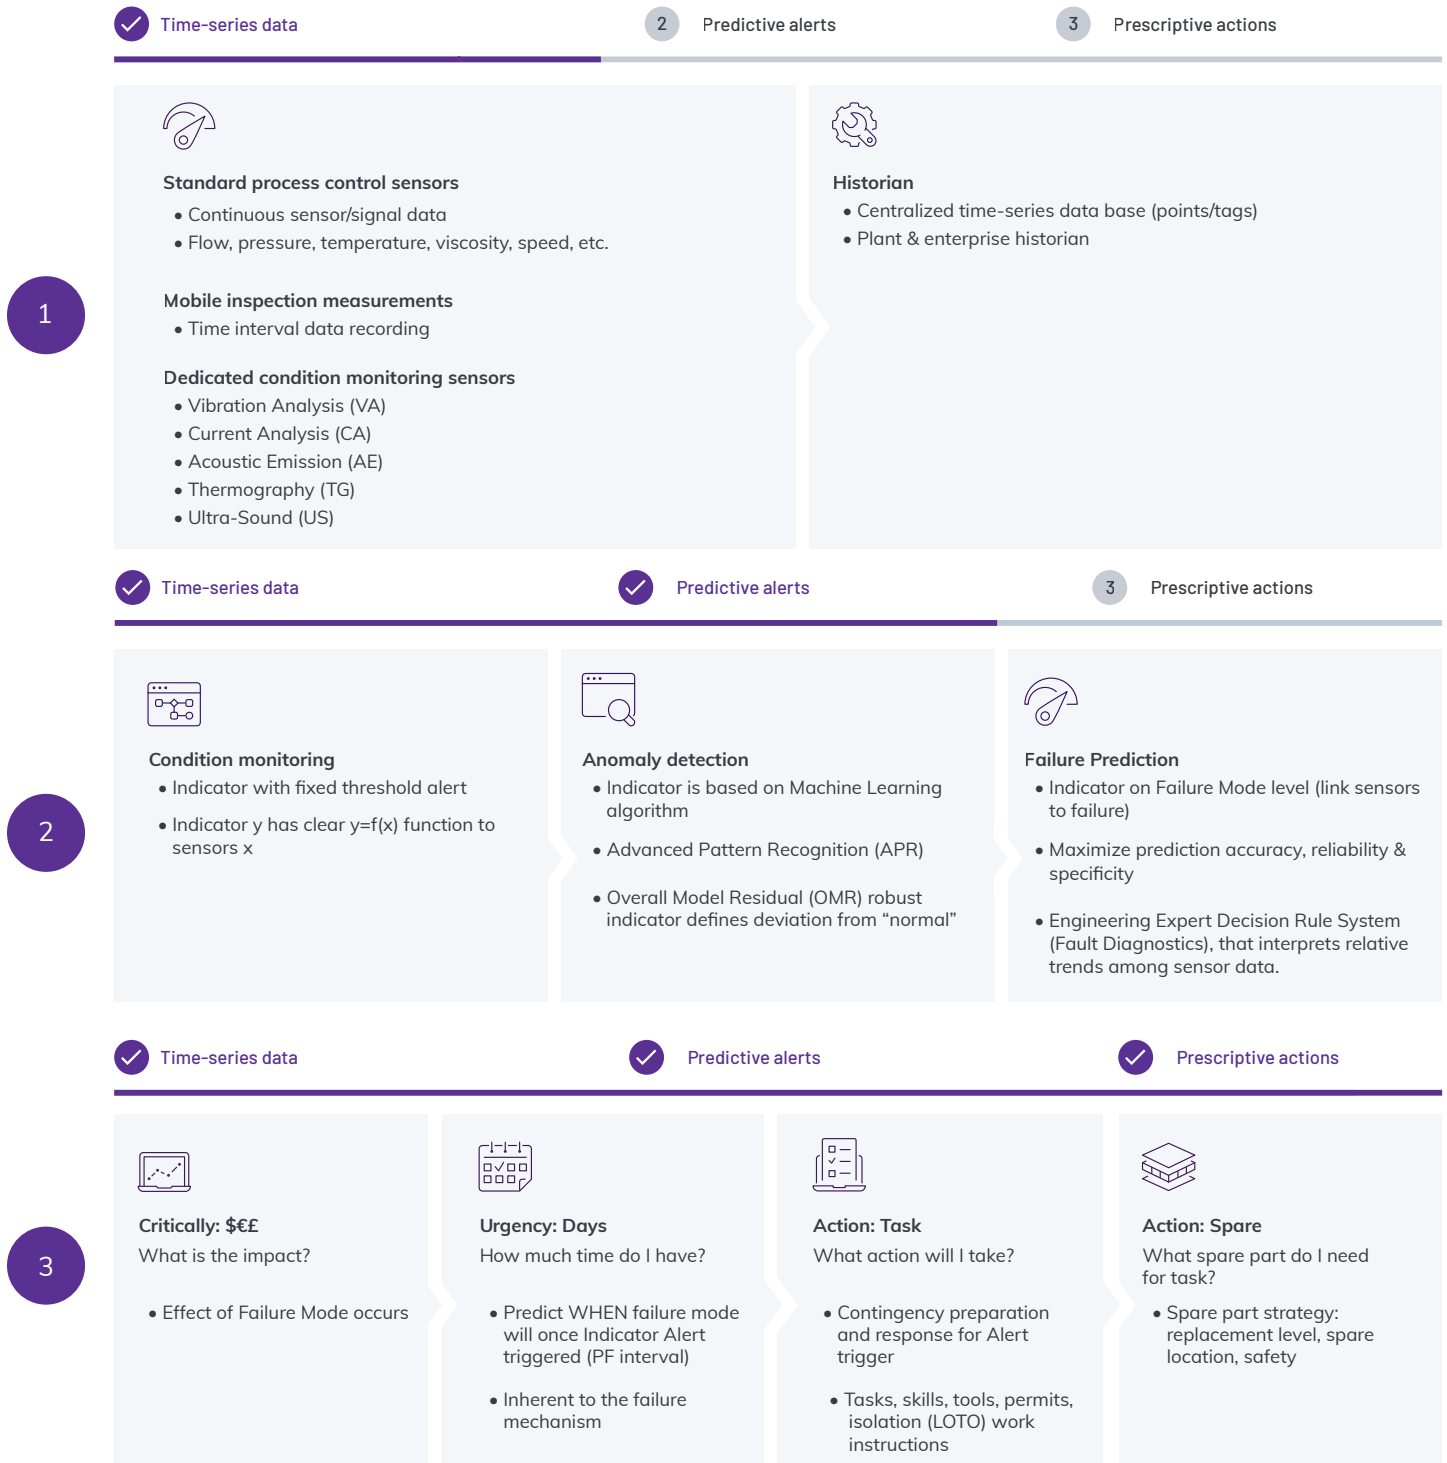 Time-series data
2 Predictive alerts
3 Prescriptive actions
1
Standard process control sensors
• Continuous sensor/signal data
• Flow, pressure, temperature, viscosity, speed, etc.
Mobile inspection measurements
• Time interval data recording
Dedicated condition monitoring sensors
• Vibration Analysis (VA)
• Current Analysis (CA)
• Acoustic Emission (AE)
• Thermography (TG)
• Ultra-Sound (US)
Historian
• Centralized time-series data base (points/tags)
• Plant & enterprise historian
Time-series data
Predictive alerts
3 Prescriptive actions
2
Condition monitoring
• Indicator with fixed threshold alert
• Indicator y has clear y=f(x) function to
sensors x
Anomaly detection
• Indicator is based on Machine Learning
algorithm
• Advanced Pattern Recognition (APR)
• Overall Model Residual (OMR) robust
indicator defines deviation from “normal”
Failure Prediction
• Indicator on Failure Mode level (link sensors
to failure)
• Maximize prediction accuracy, reliability &
specificity
• Engineering Expert Decision Rule System
(Fault Diagnostics), that interprets relative
trends among sensor data.
Time-series data
Predictive alerts
Prescriptive actions
3
Critically: $€£
What is the impact?
• Effect of Failure Mode occurs
Urgency: Days
How much time do I have?
• Predict WHEN failure mode
will once Indicator Alert
triggered (PF interval)
• Inherent to the failure
mechanism
Action: Task
What action will I take?
• Contingency preparation
and response for Alert
trigger
• Tasks, skills, tools, permits,
isolation (LOTO) work
instructions
Action: Spare
What spare part do I need
for task?
• Spare part strategy:
replacement level, spare
location, safety